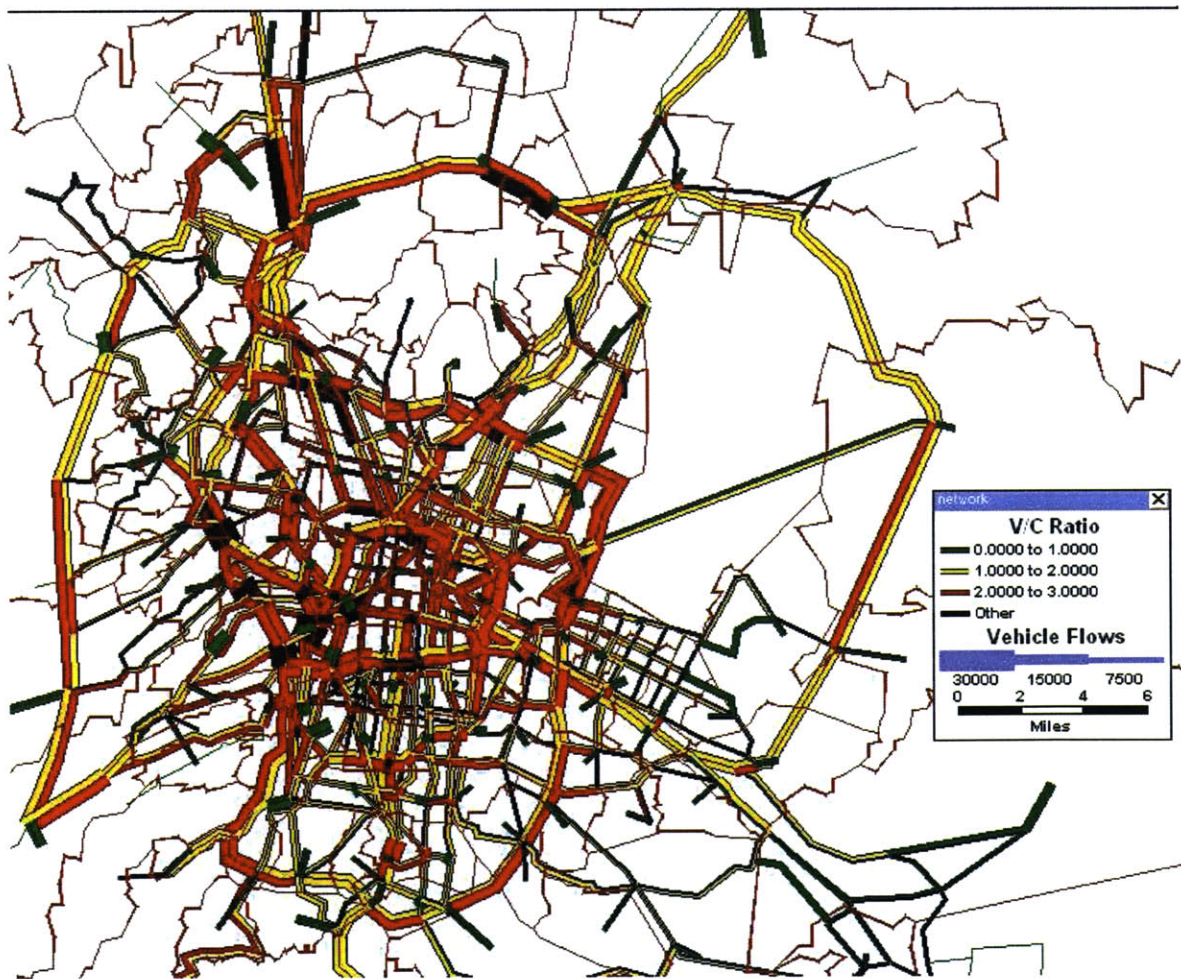 network
V/C Ratio
0.0000 to 1.0000
1.0000 to 2.0000
2.0000 to 3.0000
Other
Vehicle Flows
30000 15000 7500
0 2 4 6
Miles